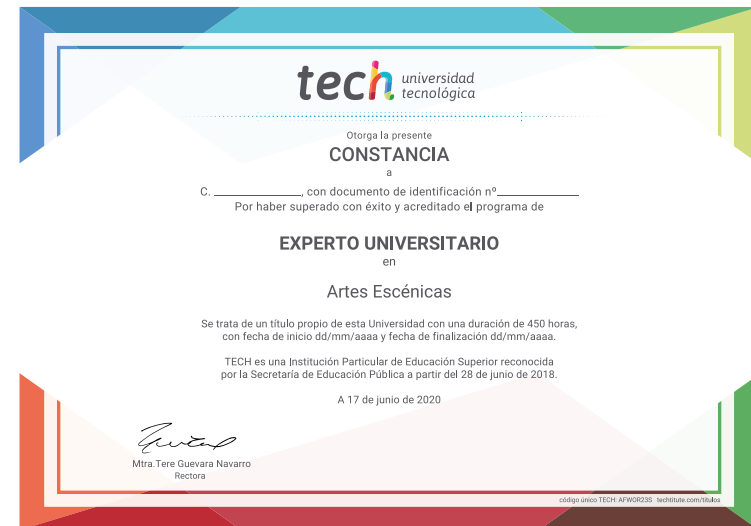 tech universidad
tecnológica
Otorga la presente
CONSTANCIA
a
C. ______________, con documento de identificación nº______________
Por haber superado con éxito y acreditado el programa de
EXPERTO UNIVERSITARIO
en
Artes Escénicas
Se trata de un título propio de esta Universidad con una duración de 450 horas,
con fecha de inicio dd/mm/aaaa y fecha de finalización dd/mm/aaaa.
TECH es una Institución Particular de Educación Superior reconocida
por la Secretaría de Educación Pública a partir del 28 de junio de 2018.
A 17 de junio de 2020
Mtra.Tere Guevara Navarro
Rectora
código único TECH: AFWOR23S techtitute.com/titulos